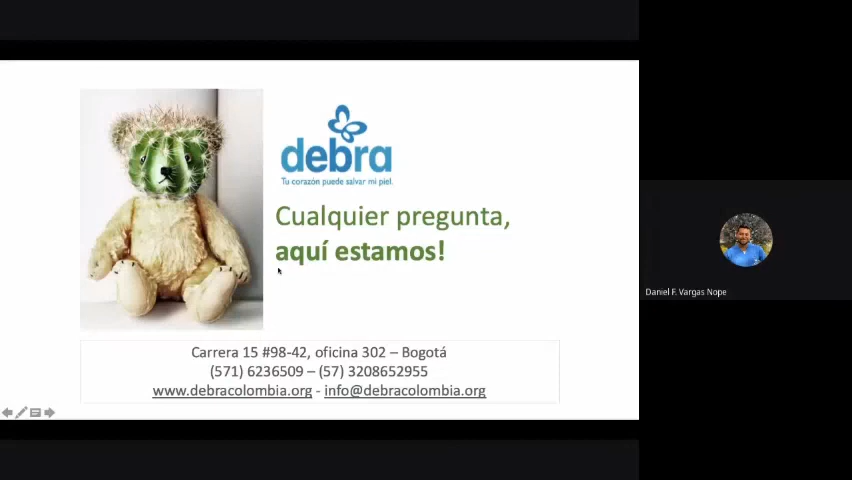 debra
Tu corazón puede salvar mi piel.
Cualquier pregunta,
aquí estamos!
Carrera 15 #98-42, oficina 302 – Bogotá
(571) 6236509 – (57) 3208652955
www.debracolombia.org - info@debracolombia.org
Daniel F. Vargas Nope